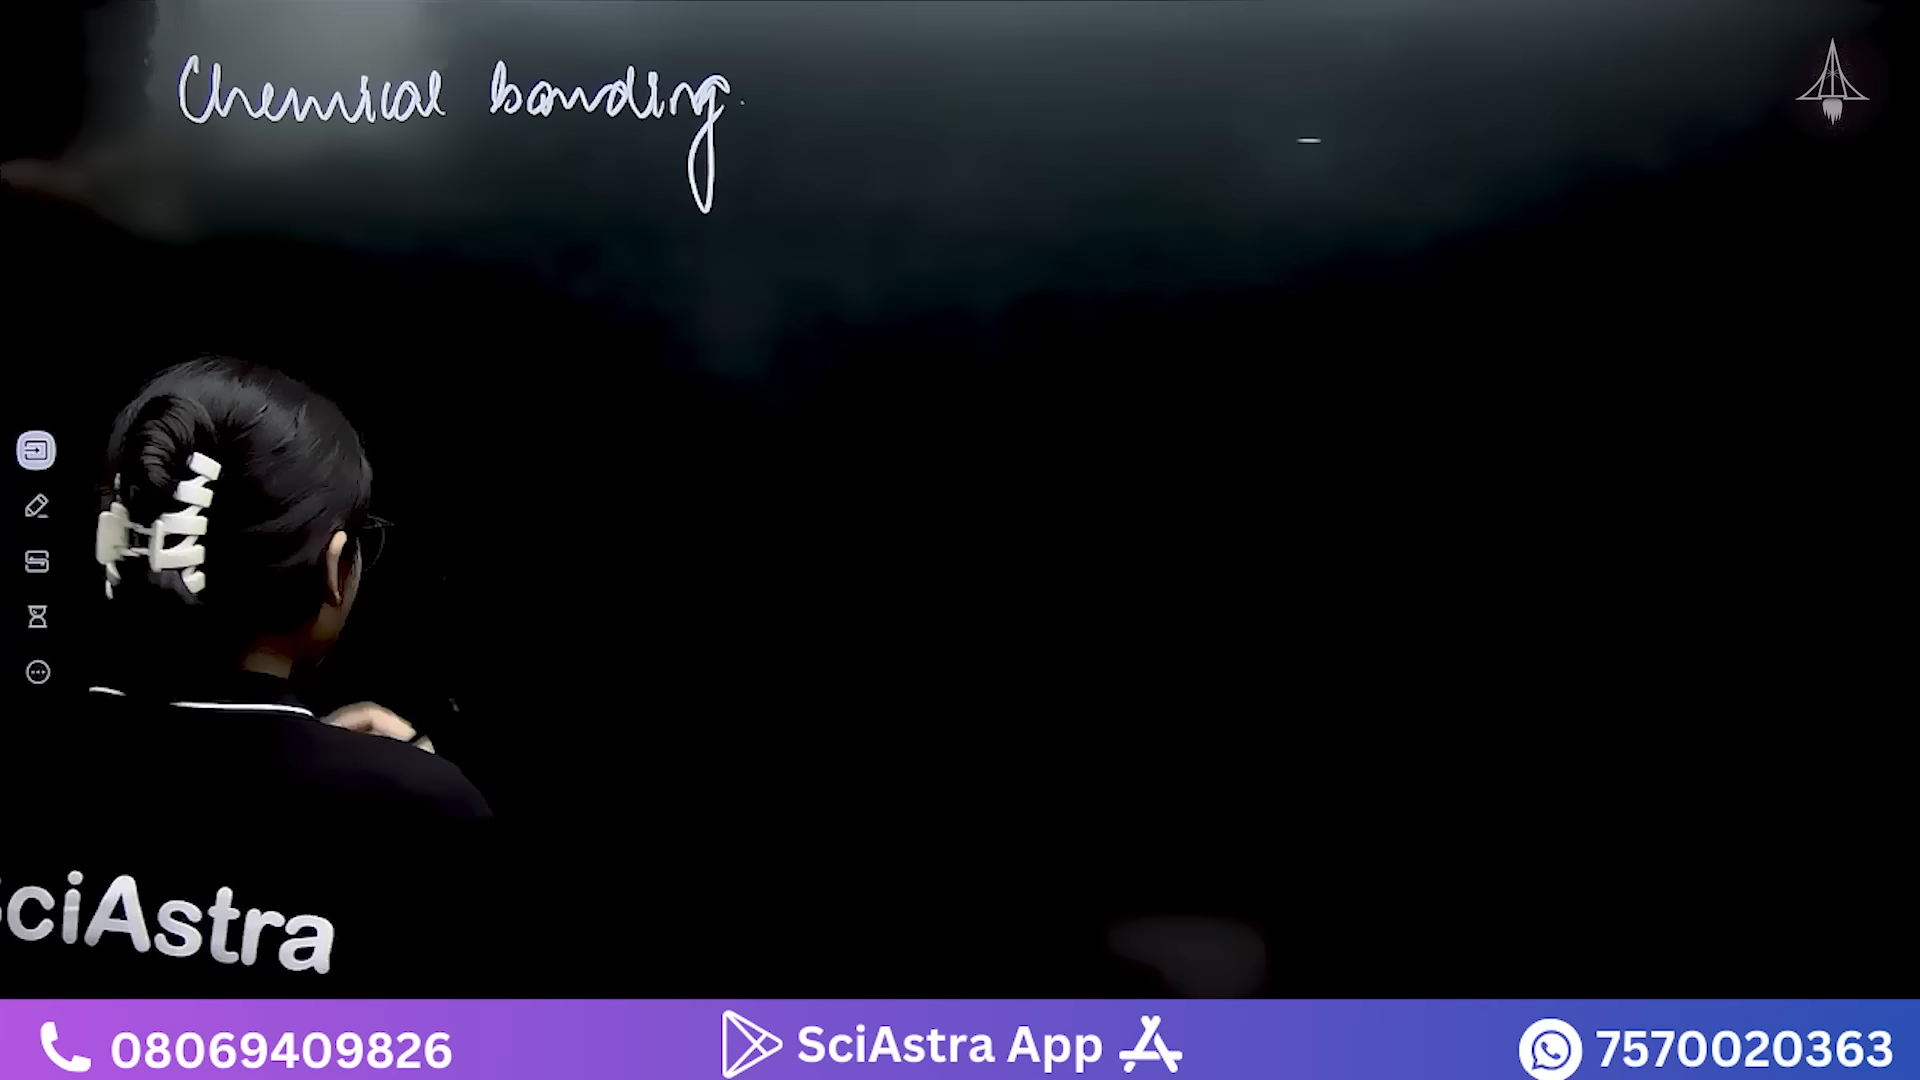 Chemical bonding.
SciAstra
08069409826
SciAstra App
7570020363